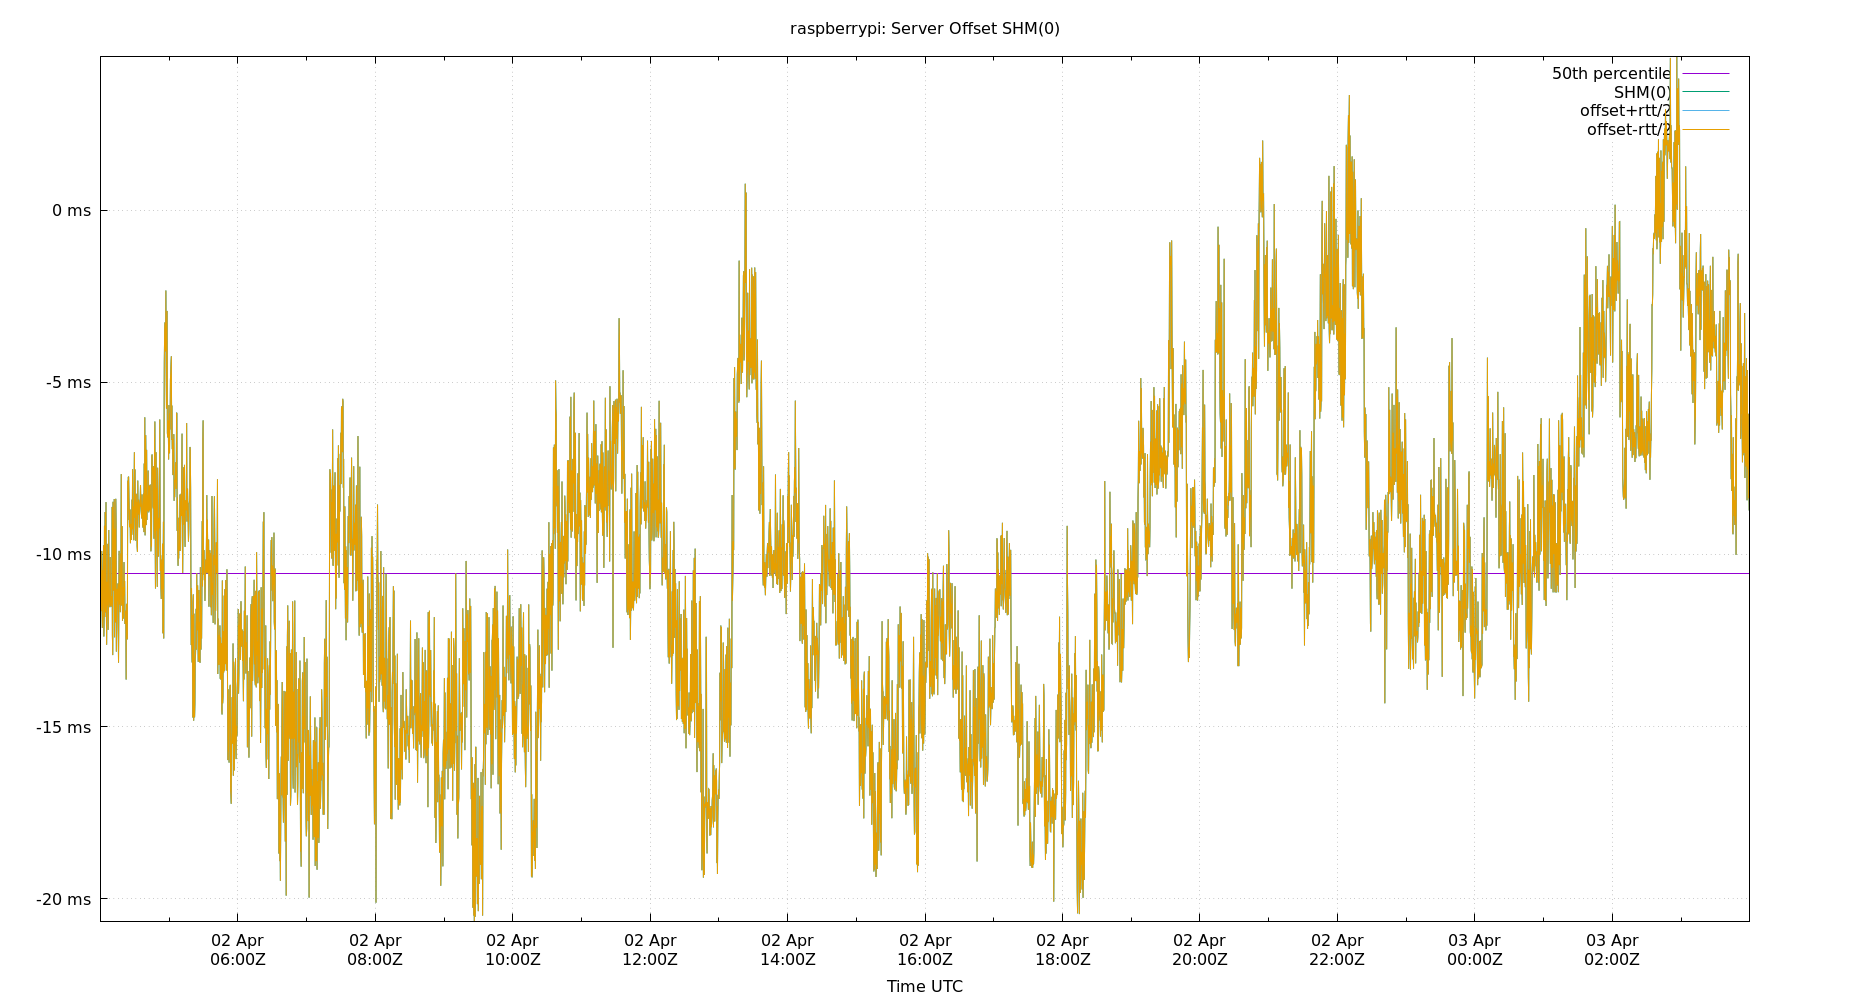 raspberrypi: Server Offset SHM(0)
50th percentile
SHM(0)
offset+rtt/2
offset-rtt/2
0 ms
-5 ms
-10 ms
-15 ms
-20 ms
02 Apr 02 Apr 02 Apr 02 Apr 02 Apr 02 Apr 02 Apr 02 Apr 02 Apr 03 Apr 03 Apr
06:00Z 08:00Z 10:00Z 12:00Z 14:00Z 16:00Z 18:00Z 20:00Z 22:00Z 00:00Z 02:00Z
Time UTC